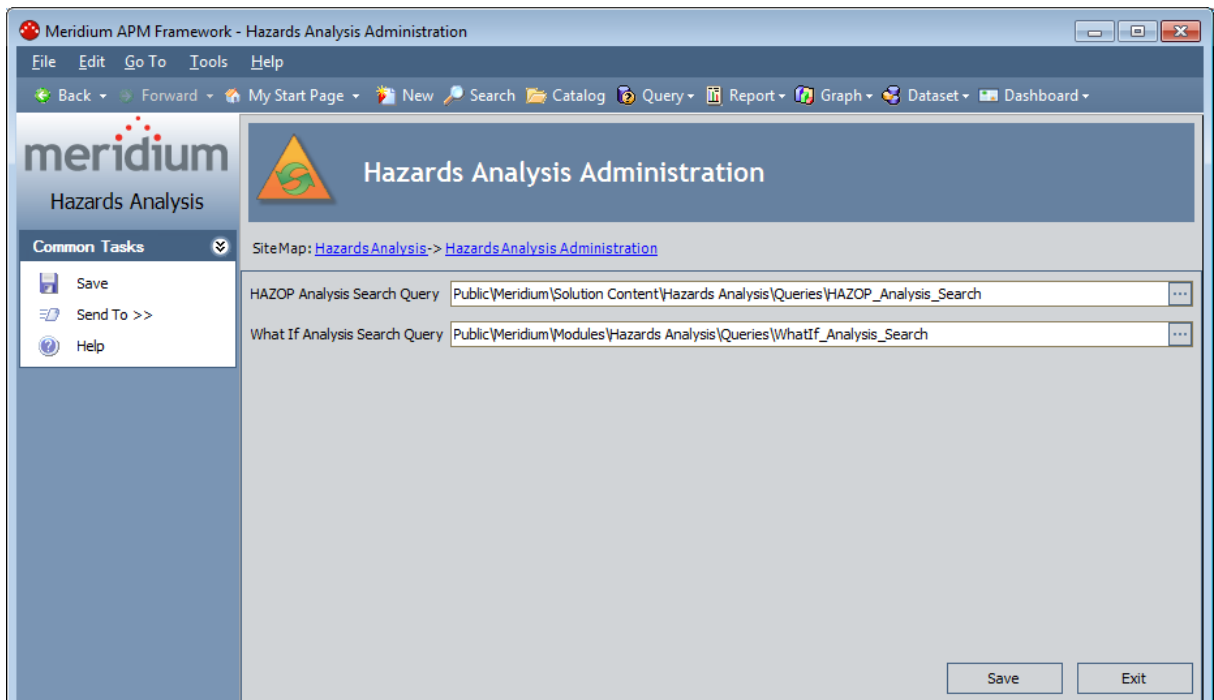 Meridium APM Framework - Hazards Analysis Administration
File Edit Go To Tools Help
Back Forward My Start Page New Search Catalog Query Report Graph Dataset Dashboard
meridium
Hazards Analysis
Hazards Analysis Administration
Common Tasks
Save
Send To >>
Help
SiteMap: Hazards Analysis-> Hazards Analysis Administration
HAZOP Analysis Search Query Public\Meridium\Solution Content\Hazards Analysis\Queries\HAZOP_Analysis_Search ...
What If Analysis Search Query Public\Meridium\Modules\Hazards Analysis\Queries\WhatIf_Analysis_Search ...
Save Exit